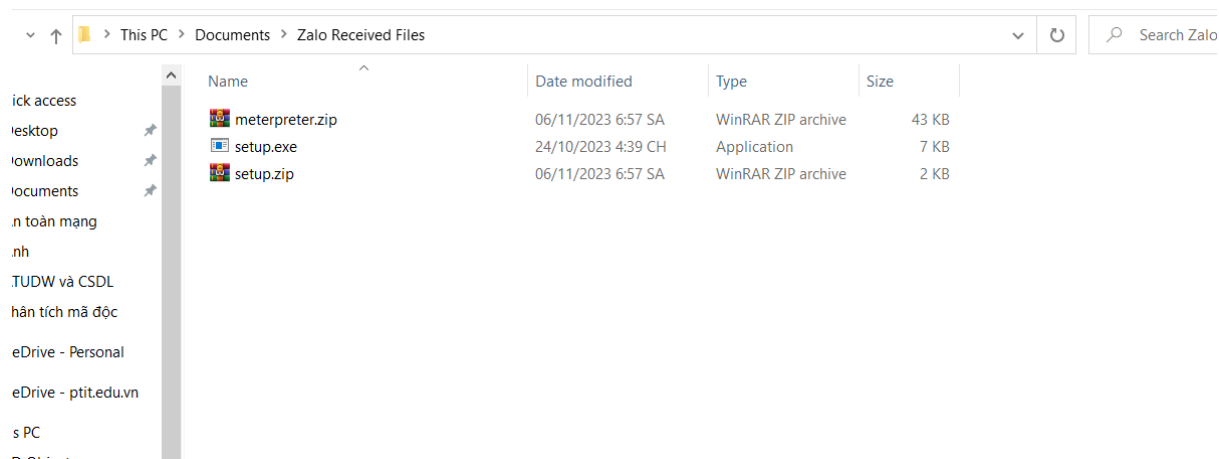 This PC > Documents > Zalo Received Files
Search Zalo
Name Date modified Type Size
ick access
esktop
ownloads
ocuments
n toàn mạng
nh
TUDW và CSDL
hân tích mã độc
eDrive - Personal
eDrive - ptit.edu.vn
s PC
meterpreter.zip 06/11/2023 6:57 SA WinRAR ZIP archive 43 KB
setup.exe 24/10/2023 4:39 CH Application 7 KB
setup.zip 06/11/2023 6:57 SA WinRAR ZIP archive 2 KB